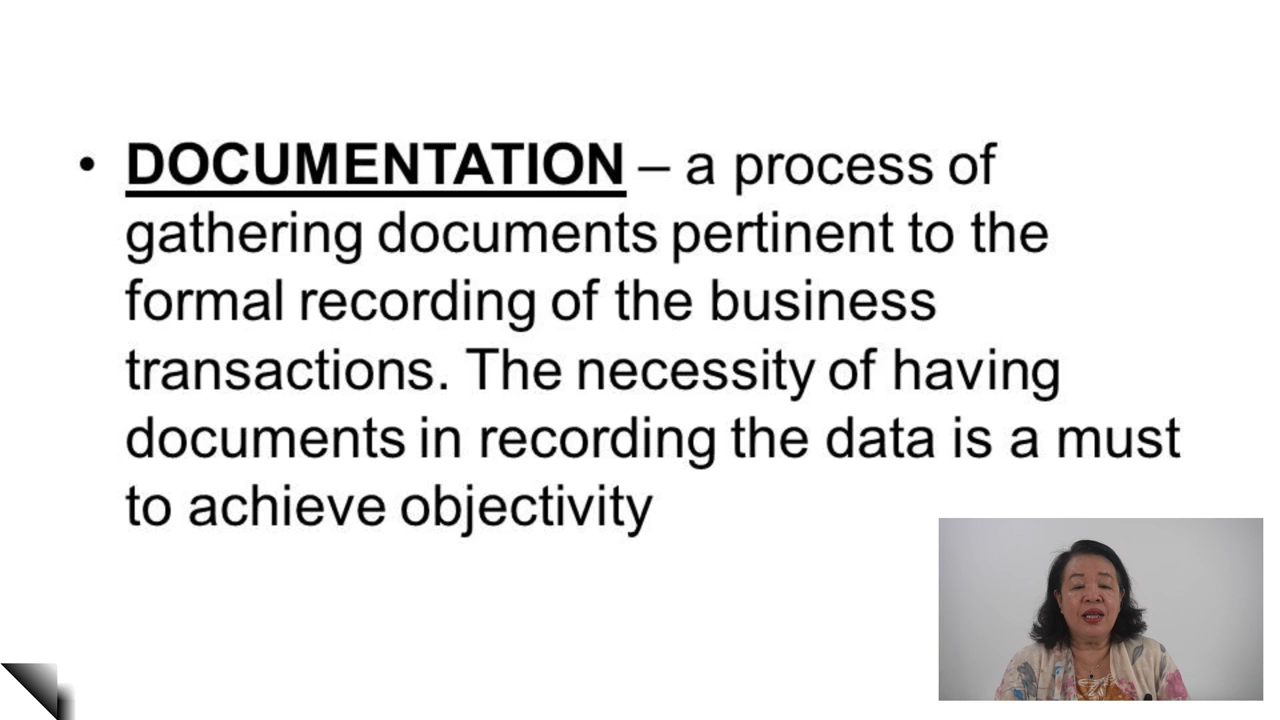 • DOCUMENTATION – a process of
gathering documents pertinent to the
formal recording of the business
transactions. The necessity of having
documents in recording the data is a must
to achieve objectivity